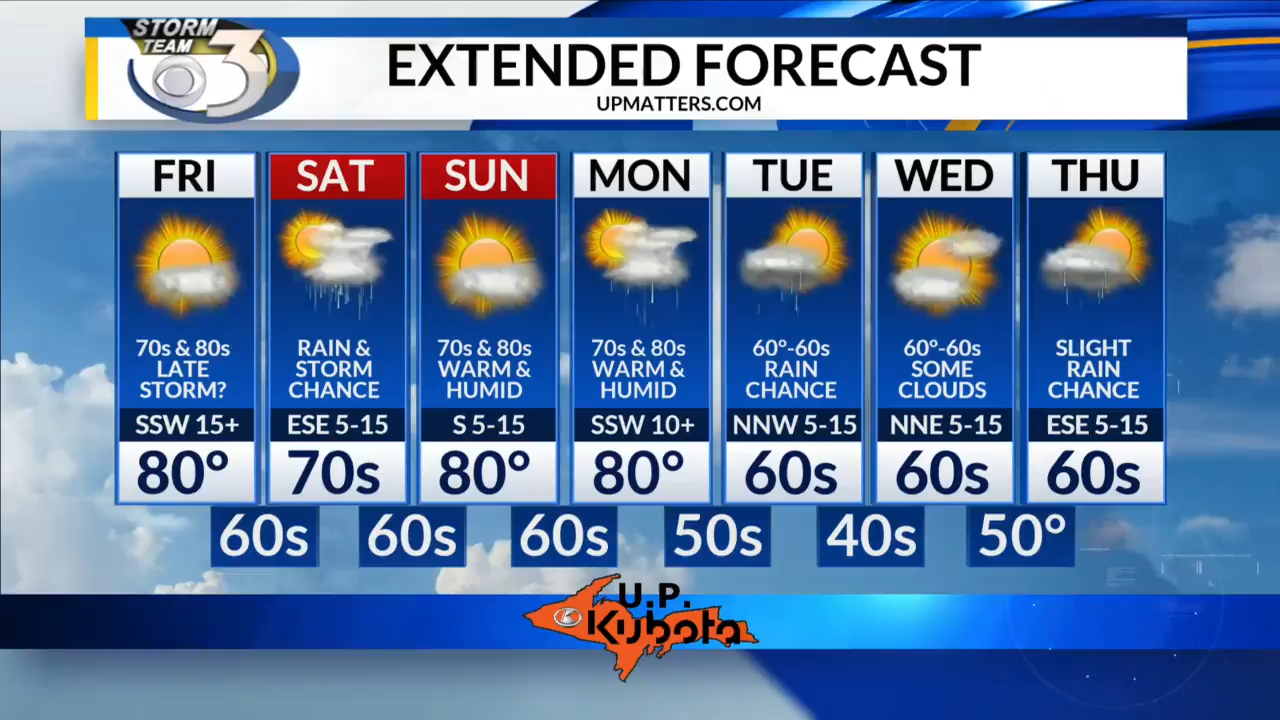 STORM
TEAM
3
EXTENDED FORECAST
UPMATTERS.COM
FRI
70s & 80s
LATE
STORM?
SSW 15+
80°
SAT
RAIN &
STORM
CHANCE
ESE 5-15
70s
SUN
70s & 80s
WARM &
HUMID
S 5-15
80°
MON
70s & 80s
WARM &
HUMID
SSW 10+
80°
TUE
60°-60s
RAIN
CHANCE
NNW 5-15
60s
WED
60°-60s
SOME
CLOUDS
NNE 5-15
60s
THU
SLIGHT
RAIN
CHANCE
ESE 5-15
60s
60s
60s
60s
50s
40s
50°
U.P.
Kubota